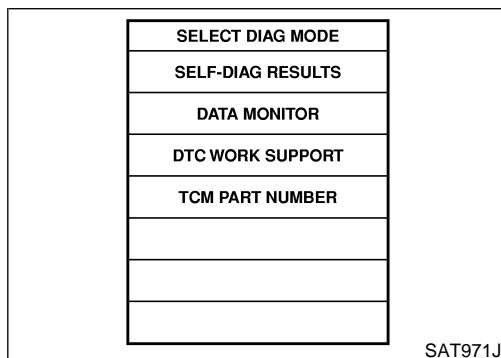 SELECT DIAG MODE
SELF-DIAG RESULTS
DATA MONITOR
DTC WORK SUPPORT
TCM PART NUMBER
SAT971J